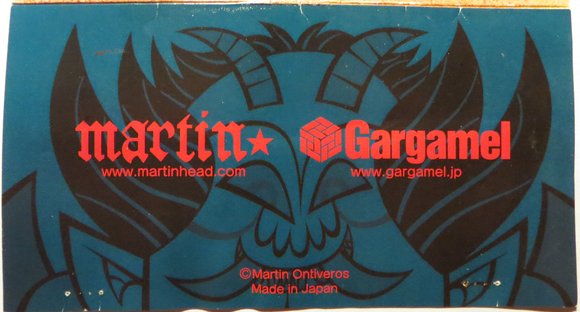 martin★ Gargamel
www.martinhead.com www.gargamel.jp
©Martin Ontiveros
Made in Japan